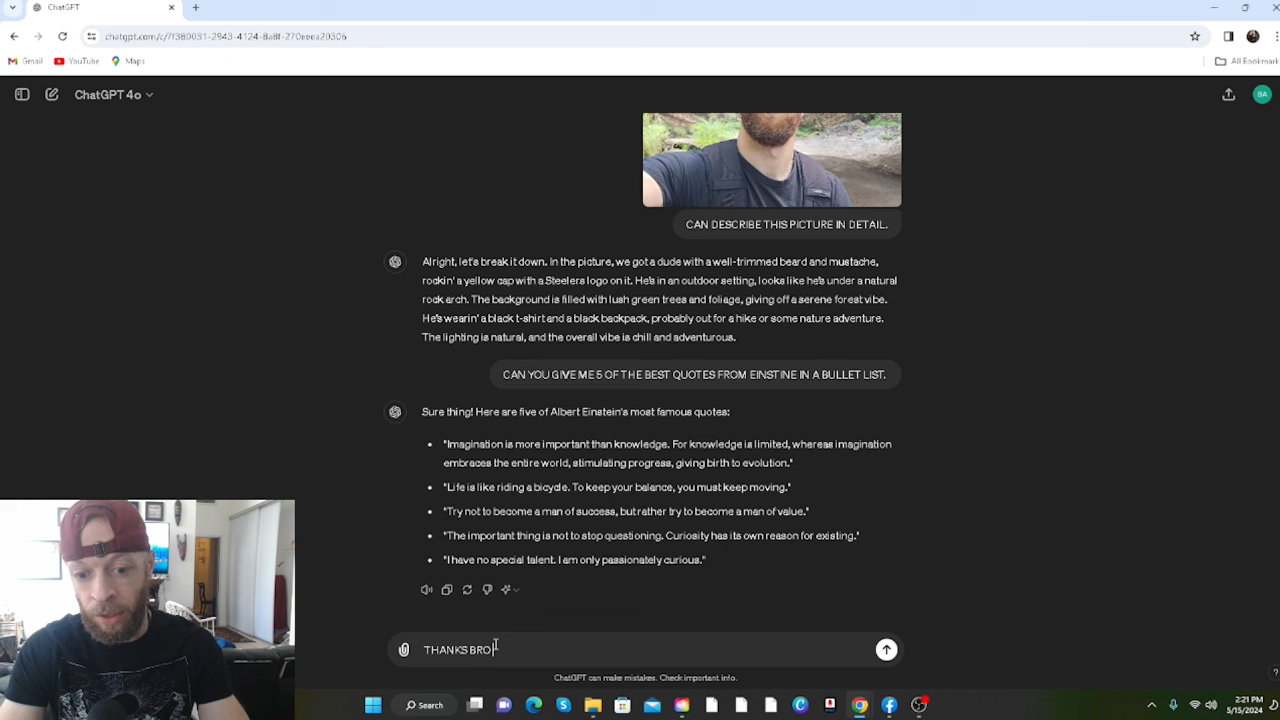 ChatGPT
chatgpt.com/c/7f380031-2943-4124-8a8f-270eeea20306
Gmail YouTube Maps All Bookmark
ChatGPT 4o BA
CAN DESCRIBE THIS PICTURE IN DETAIL.
Alright, let's break it down. In the picture, we got a dude with a well-trimmed beard and mustache,
rockin' a yellow cap with a Steelers logo on it. He's in an outdoor setting, looks like he's under a natural
rock arch. The background is filled with lush green trees and foliage, giving off a serene forest vibe.
He's wearin' a black t-shirt and a black backpack, probably out for a hike or some nature adventure.
The lighting is natural, and the overall vibe is chill and adventurous.
CAN YOU GIVE ME 5 OF THE BEST QUOTES FROM EINSTINE IN A BULLET LIST.
Sure thing! Here are five of Albert Einstein's most famous quotes:
• "Imagination is more important than knowledge. For knowledge is limited, whereas imagination
embraces the entire world, stimulating progress, giving birth to evolution."
• "Life is like riding a bicycle. To keep your balance, you must keep moving."
• "Try not to become a man of success, but rather try to become a man of value."
• "The important thing is not to stop questioning. Curiosity has its own reason for existing."
• "I have no special talent. I am only passionately curious."
THANKS BRO
ChatGPT can make mistakes. Check important info.
?
Search
2:21 PM
5/15/2024